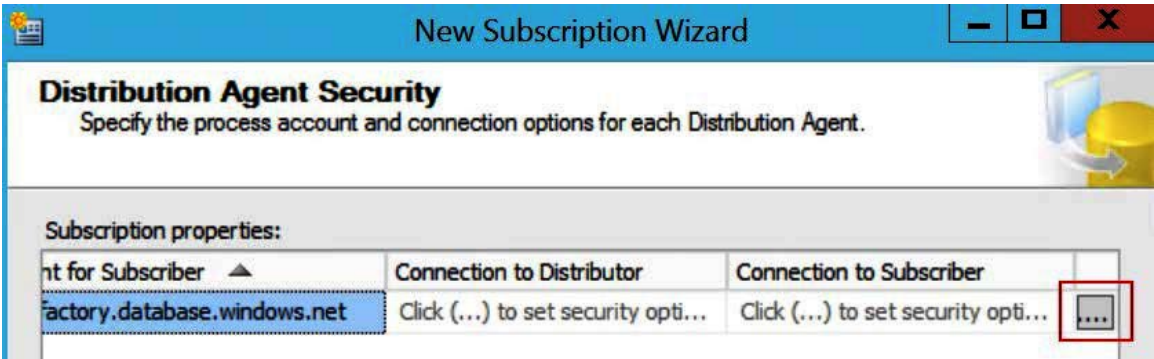 New Subscription Wizard
Distribution Agent Security
Specify the process account and connection options for each Distribution Agent.
Subscription properties:
nt for Subscriber Connection to Distributor Connection to Subscriber
factory.database.windows.net Click (...) to set security opti... Click (...) to set security opti... ....